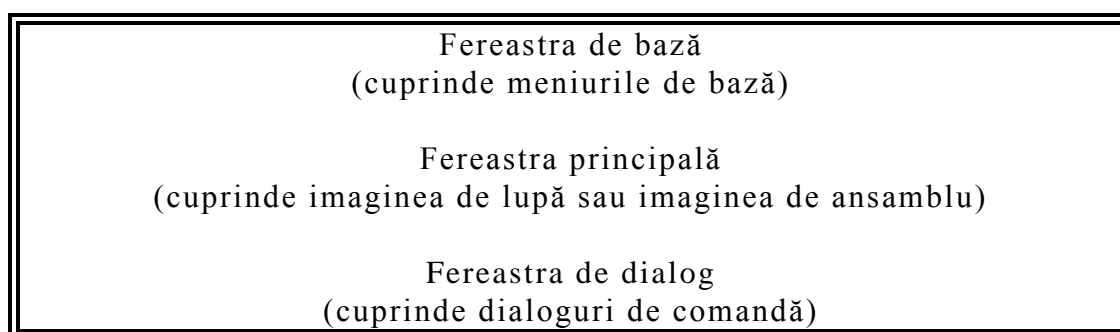 Fereastra de bază
(cuprinde meniurile de bază)
Fereastra principală
(cuprinde imaginea de lupă sau imaginea de ansamblu)
Fereastra de dialog
(cuprinde dialoguri de comandă)